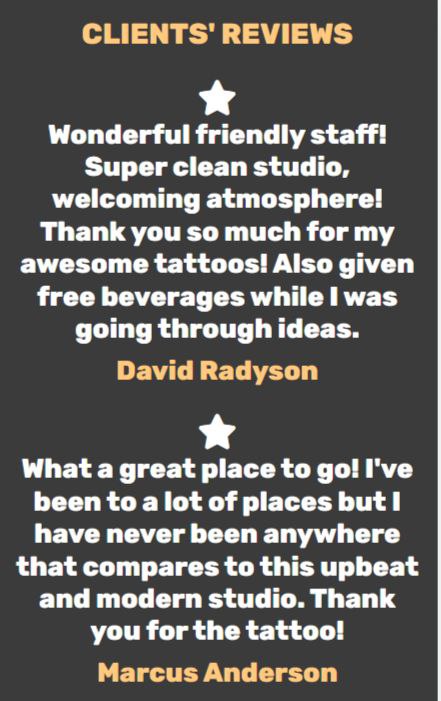 CLIENTS' REVIEWS
Wonderful friendly staff!
Super clean studio,
welcoming atmosphere!
Thank you so much for my
awesome tattoos! Also given
free beverages while I was
going through ideas.
David Radyson
What a great place to go! I've
been to a lot of places but I
have never been anywhere
that compares to this upbeat
and modern studio. Thank
you for the tattoo!
Marcus Anderson